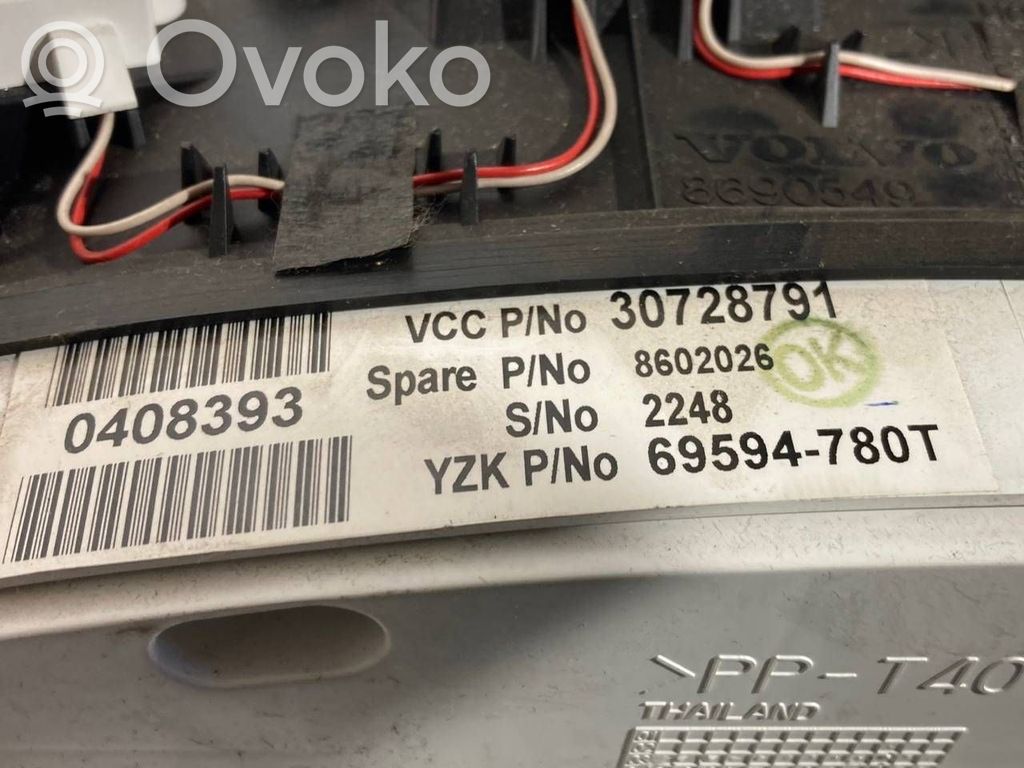 Ovoko
VOLVO
8690549
VCC P/No 30728791
Spare P/No 8602026
OK
0408393
S/No 2248
YZK P/No 69594-780T
>PP-T40
THAILAND